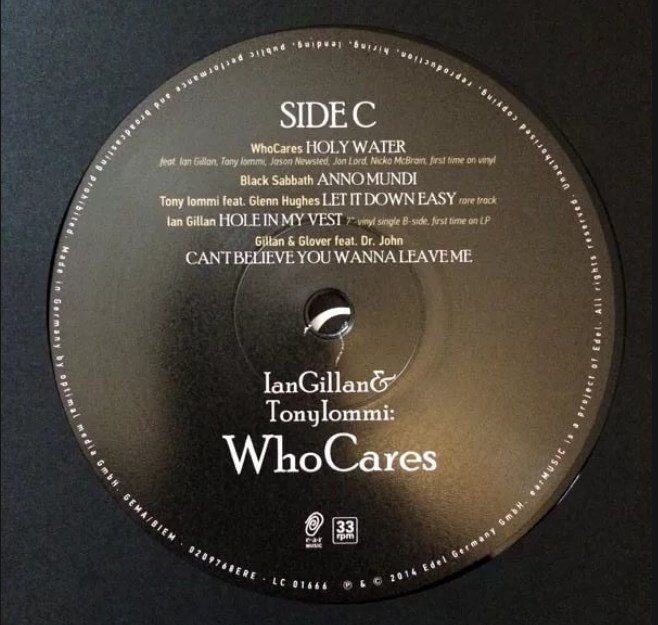 SIDE C
WhoCares HOLY WATER
feat. Ian Gillan, Tony Iommi, Jason Newsted, Jon Lord, Nicko McBrain, first time on vinyl
Black Sabbath ANNO MUNDI
Tony Iommi feat. Glenn Hughes LET IT DOWN EASY rare track
Ian Gillan HOLE IN MY VEST 7"-vinyl single B-side, first time on LP
Gillan & Glover feat. Dr. John
CAN'T BELIEVE YOU WANNA LEAVE ME
IanGillan&
TonyIommi:
WhoCares
e·a·r
MUSIC
33
rpm
Unauthorised copying, reproduction, hiring, lending, public performance and broadcasting prohibited. Made in Germany by optimal media GmbH. GEMA/BIEM · 0209768ERE · LC 01666 ℗ & © 2014 Edel Germany GmbH. earMUSIC is a project of Edel. All rights reserved.